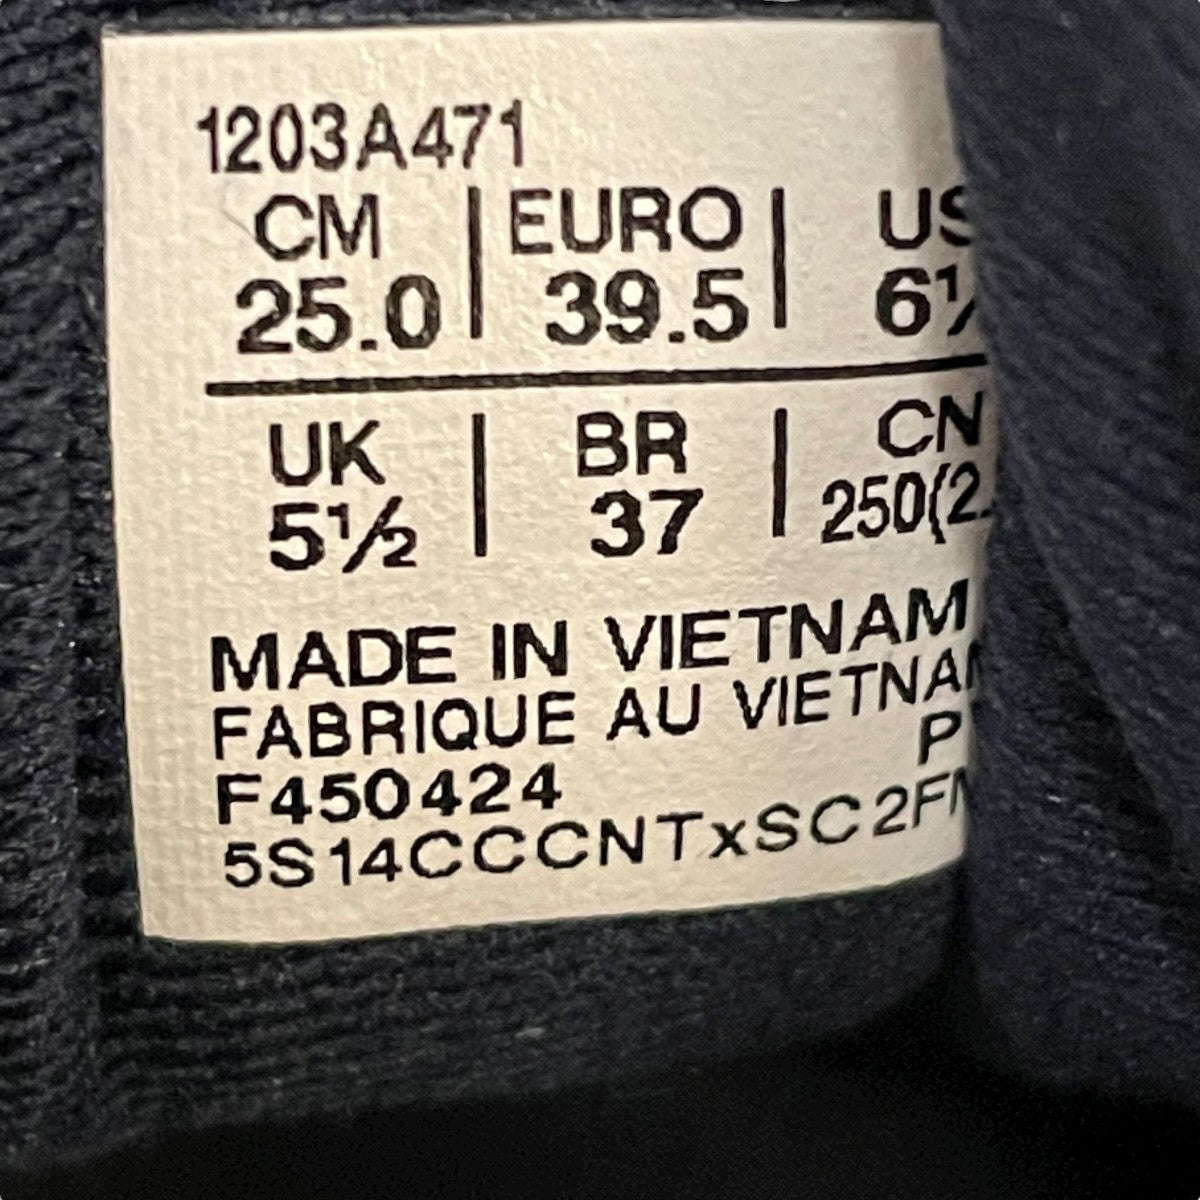 1203A471
CM | EURO | US
25.0 | 39.5 | 6½
UK | BR | CN
5½ | 37 | 250(2.
MADE IN VIETNAM
FABRIQUE AU VIETNAM
F450424
5S14CCCNTxSC2F